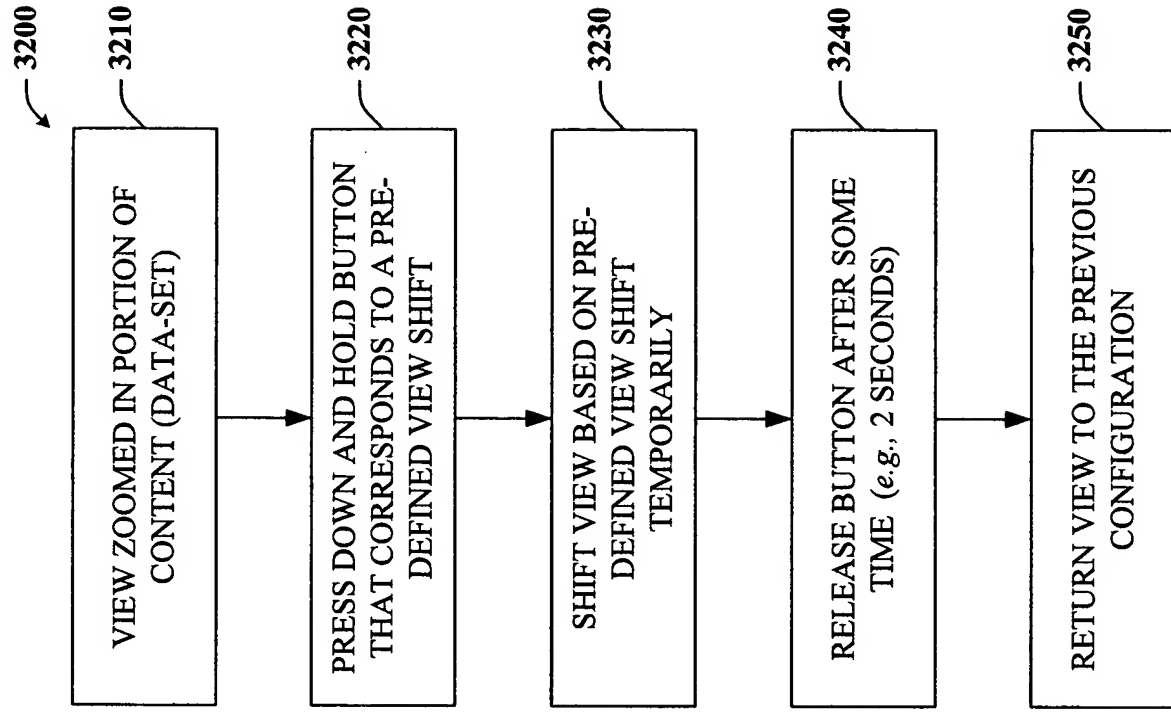 3200
3210
VIEW ZOOMED IN PORTION OF
CONTENT (DATA-SET)
3220
PRESS DOWN AND HOLD BUTTON
THAT CORRESPONDS TO A PRE-
DEFINED VIEW SHIFT
3230
SHIFT VIEW BASED ON PRE-
DEFINED VIEW SHIFT
TEMPORARILY
3240
RELEASE BUTTON AFTER SOME
TIME (e.g., 2 SECONDS)
3250
RETURN VIEW TO THE PREVIOUS
CONFIGURATION